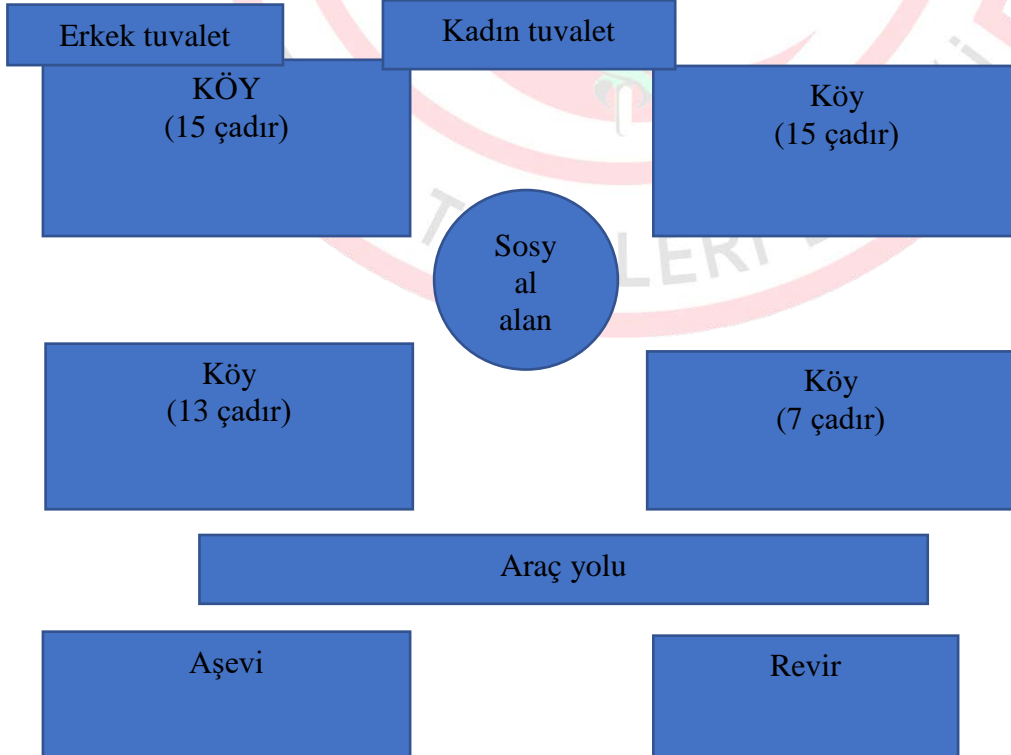 Erkek tuvalet
Kadın tuvalet
KÖY
(15 çadır)
Köy
(15 çadır)
Sosy
al
alan
Köy
(13 çadır)
Köy
(7 çadır)
Araç yolu
Aşevi
Revir